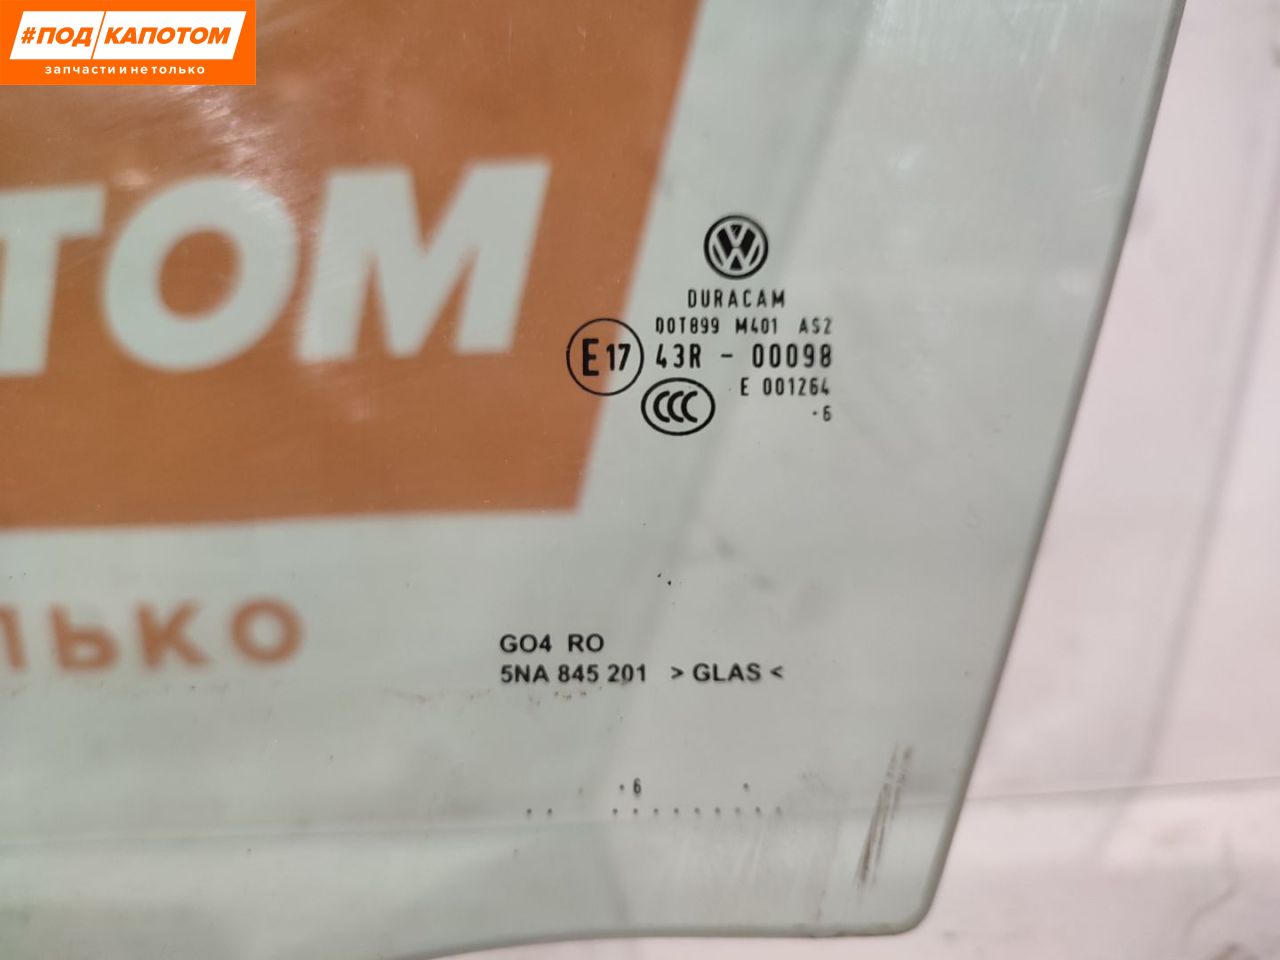 #ПОД КАПОТОМ
запчасти и не только
ТОМ
DURACAM
DOT899 M401 AS2
E17 43R - 00098
E 001264
CCC
·6
ЛЬКО
GO4 RO
5NA 845 201 >GLAS<
·6